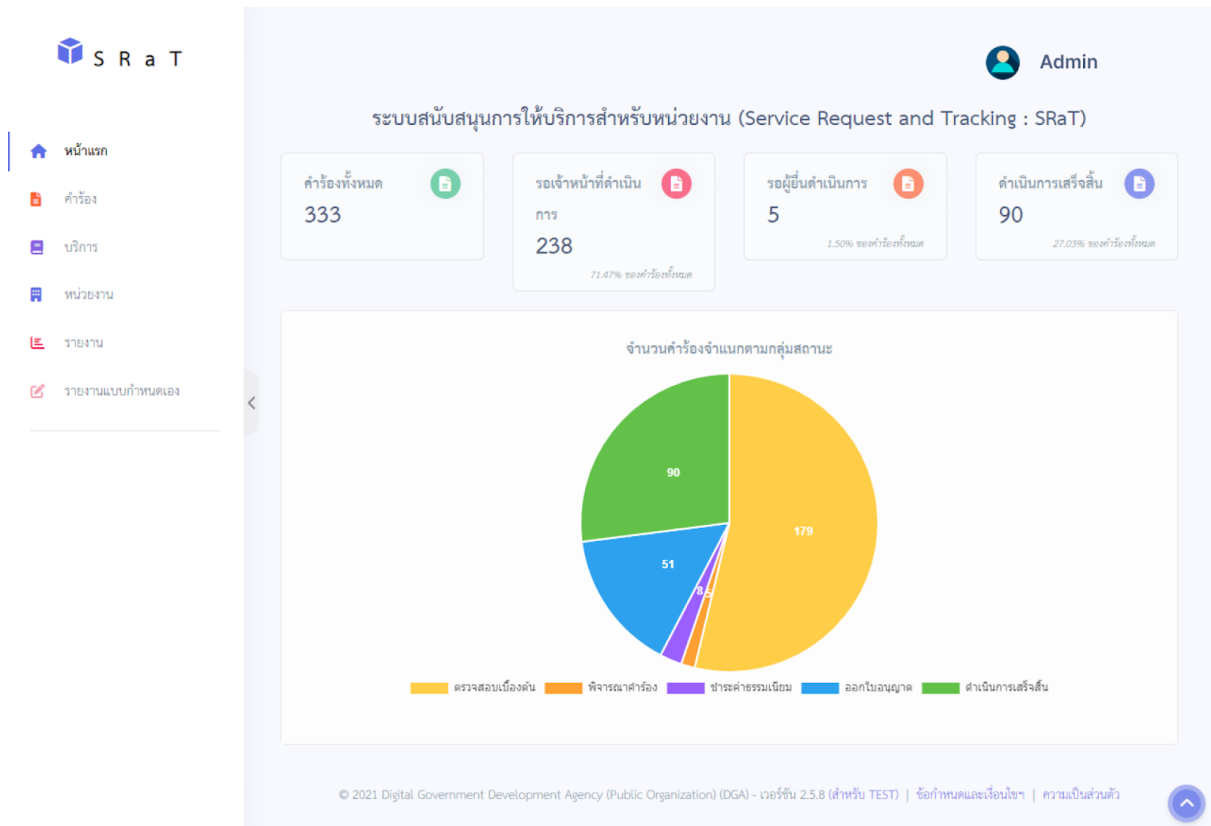 S R a T
Admin
ระบบสนับสนุนการให้บริการสำหรับหน่วยงาน (Service Request and Tracking : SRaT)
หน้าแรก
คำร้อง
บริการ
หน่วยงาน
รายงาน
รายงานแบบกำหนดเอง
คำร้องทั้งหมด
333
รอเจ้าหน้าที่ดำเนิน
การ
238
71.47% ของคำร้องทั้งหมด
รอผู้ยื่นดำเนินการ
5
1.50% ของคำร้องทั้งหมด
ดำเนินการเสร็จสิ้น
90
27.03% ของคำร้องทั้งหมด
จำนวนคำร้องจำแนกตามกลุ่มสถานะ
90
179
51
8
5
ตรวจสอบเบื้องต้น พิจารณาคำร้อง ชำระค่าธรรมเนียม ออกใบอนุญาต ดำเนินการเสร็จสิ้น
© 2021 Digital Government Development Agency (Public Organization) (DGA) - เวอร์ชัน 2.5.8 (สำหรับ TEST) | ข้อกำหนดและเงื่อนไขฯ | ความเป็นส่วนตัว